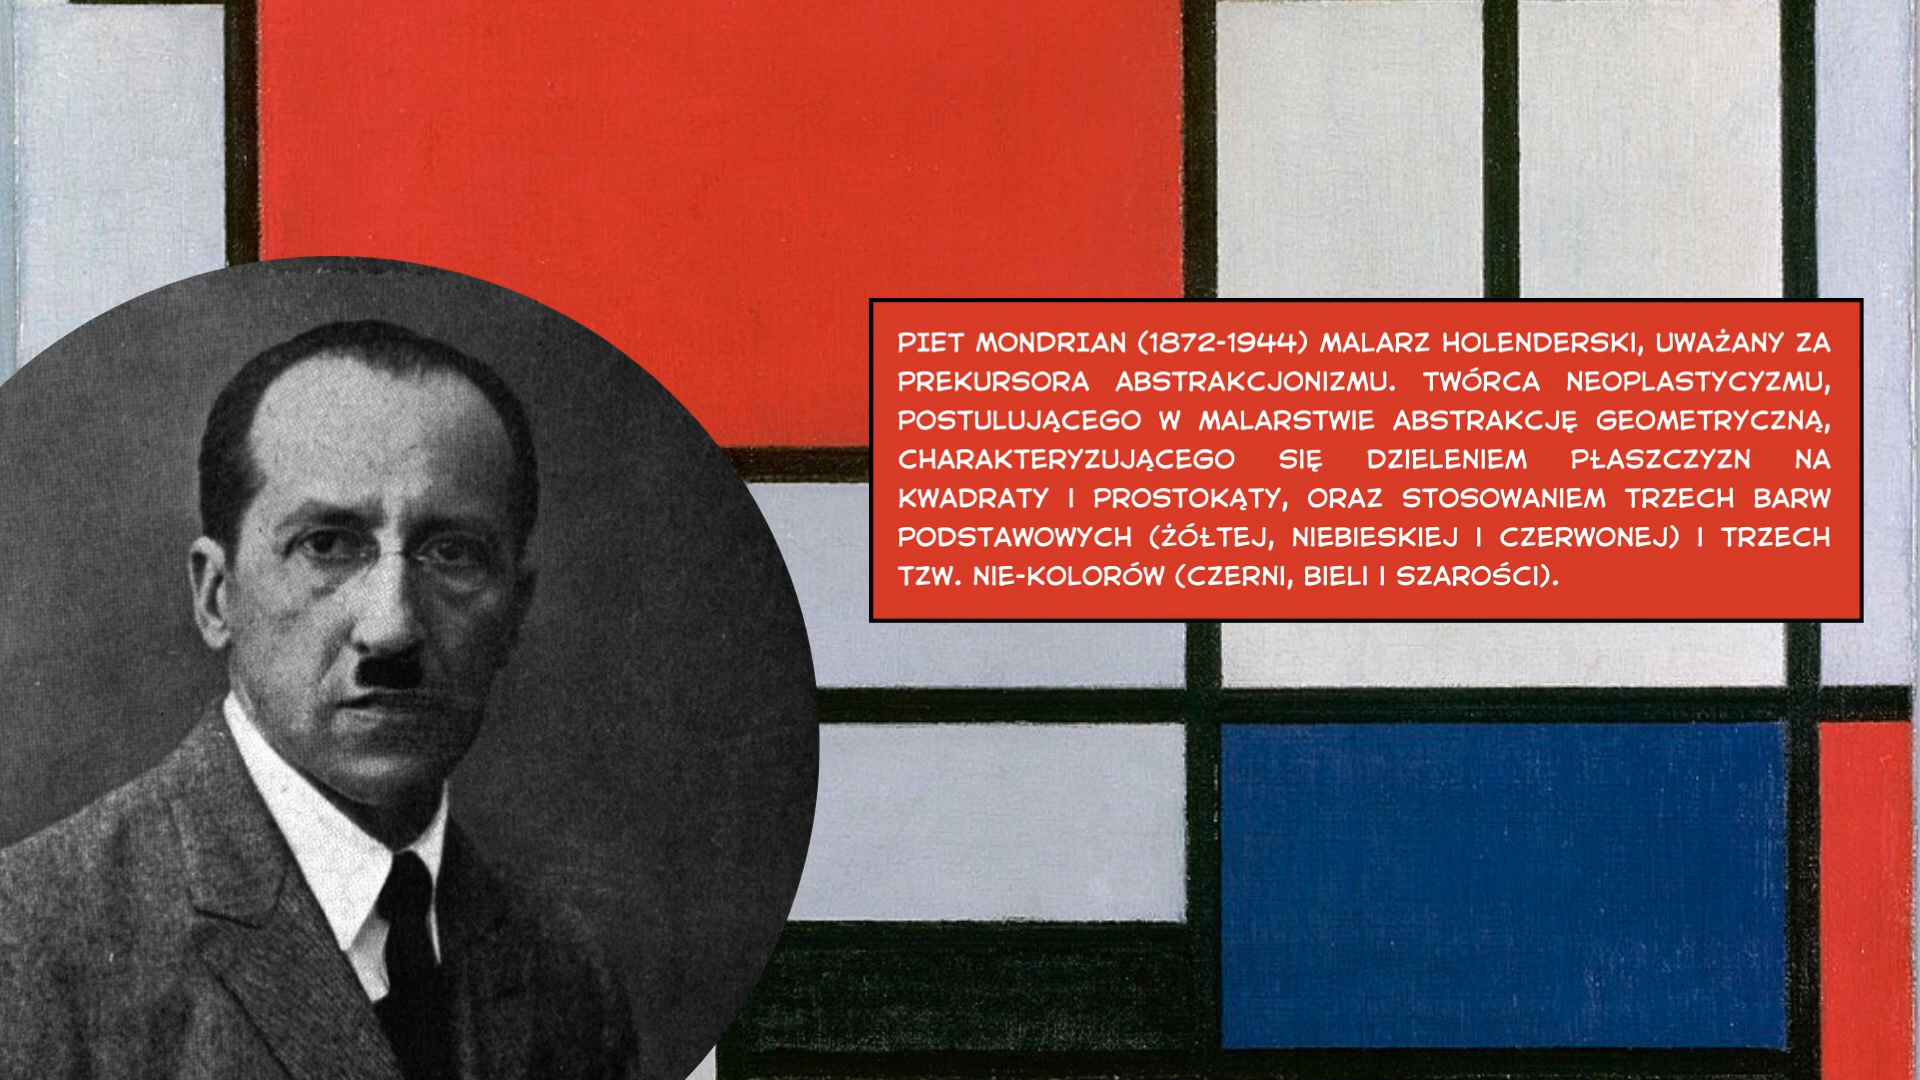 PIET MONDRIAN (1872-1944) MALARZ HOLENDERSKI, UWAŻANY ZA
PREKURSORA ABSTRAKCJONIZMU. TWÓRCA NEOPLASTYCYZMU,
POSTULUJĄCEGO W MALARSTWIE ABSTRAKCJĘ GEOMETRYCZNĄ,
CHARAKTERYZUJĄCEGO SIĘ DZIELENIEM PŁASZCZYZN NA
KWADRATY I PROSTOKĄTY, ORAZ STOSOWANIEM TRZECH BARW
PODSTAWOWYCH (ŻÓŁTEJ, NIEBIESKIEJ I CZERWONEJ) I TRZECH
TZW. NIE-KOLORÓW (CZERNI, BIELI I SZAROŚCI).